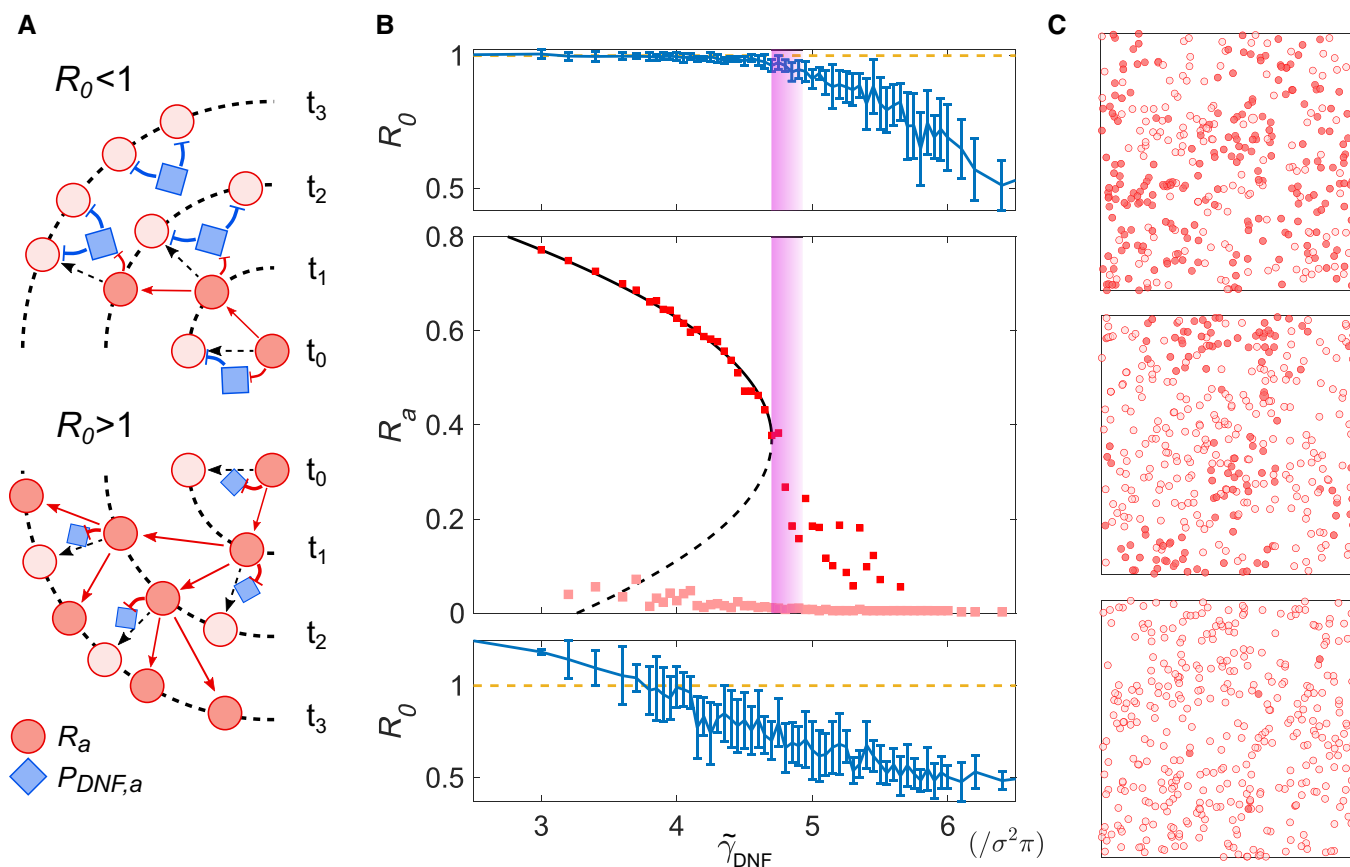 A
R0<1
t3
t2
t1
t0
R0>1
t0
t1
t2
t3
Ra
PDNF,a
B
1
0.5
R0
0.8
0.6
0.4
0.2
0
Ra
1
0.5
R0
3 4 5 6
γ̃DNF
(/σ²π)
C